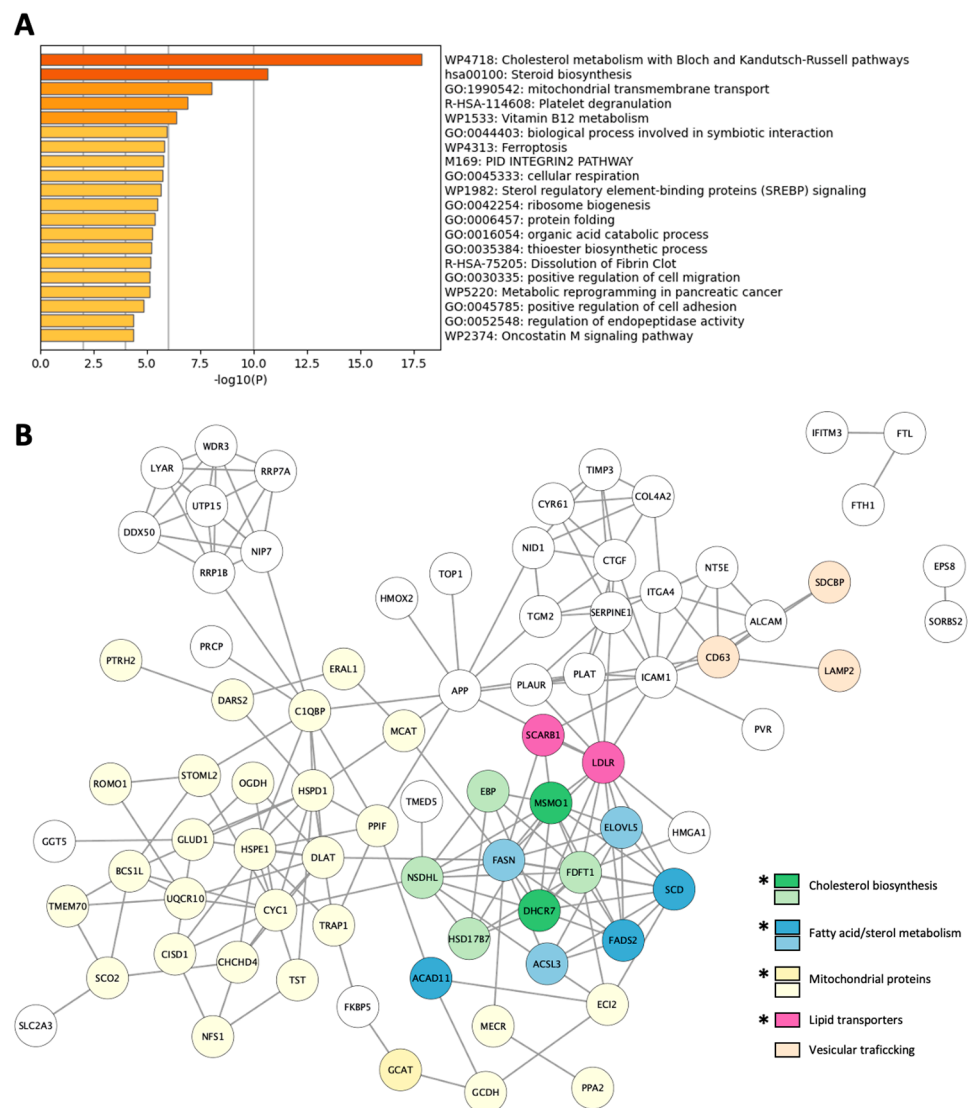 A
WP4718: Cholesterol metabolism with Bloch and Kandutsch-Russell pathways
hsa00100: Steroid biosynthesis
GO:1990542: mitochondrial transmembrane transport
R-HSA-114608: Platelet degranulation
WP1533: Vitamin B12 metabolism
GO:0044403: biological process involved in symbiotic interaction
WP4313: Ferroptosis
M169: PID INTEGRIN2 PATHWAY
GO:0045333: cellular respiration
WP1982: Sterol regulatory element-binding proteins (SREBP) signaling
GO:0042254: ribosome biogenesis
GO:0006457: protein folding
GO:0016054: organic acid catabolic process
GO:0035384: thioester biosynthetic process
R-HSA-75205: Dissolution of Fibrin Clot
GO:0030335: positive regulation of cell migration
WP5220: Metabolic reprogramming in pancreatic cancer
GO:0045785: positive regulation of cell adhesion
GO:0052548: regulation of endopeptidase activity
WP2374: Oncostatin M signaling pathway
0.0 2.5 5.0 7.5 10.0 12.5 15.0 17.5
-log10(P)
B
IFITM3 FTL
WDR3
LYAR RRP7A
TIMP3
CYR61 COL4A2
UTP15 FTH1
DDX50
NIP7 NID1
RRP1B CTGF NT5E EPS8
TOP1 SDCBP
HMOX2 ITGA4
TGM2 SERPINE1 ALCAM SORBS2
PRCP
PTRH2 ERAL1 CD63 LAMP2
DARS2 APP PLAUR PLAT ICAM1
C1QBP
MCAT SCARB1 PVR
LDLR
ROMO1 STOML2 OGDH HSPD1 EBP
TMED5 MSMO1
PPIF ELOVL5 HMGA1
GGT5 GLUD1 HSPE1 DLAT FASN
BCS1L NSDHL FDFT1
* Cholesterol biosynthesis
TMEM70 UQCR10 CYC1 SCD
DHCR7
TRAP1 HSD17B7 FADS2
* Fatty acid/sterol metabolism
CISD1 CHCHD4 ACSL3
SCO2 TST ACAD11
* Mitochondrial proteins
FKBP5 ECI2
SLC2A3 MECR
* Lipid transporters
NFS1
Vesicular traficcking
GCAT
GCDH PPA2